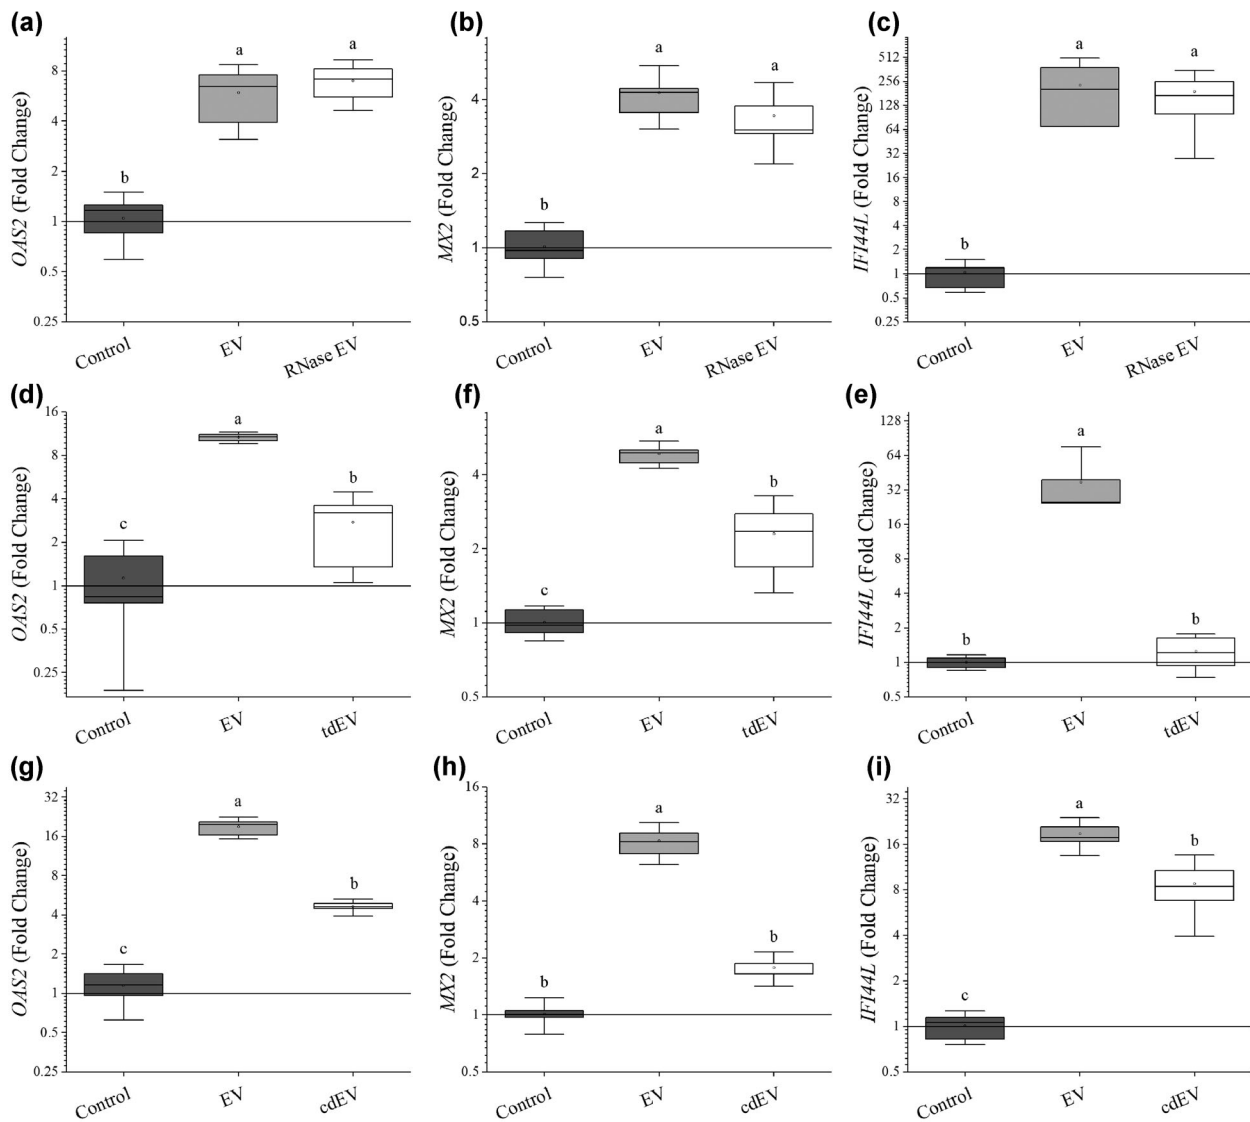 (a)
OAS2 (Fold Change)
8
4
2
1
0.5
0.25
b
a
a
Control
EV
RNase EV
(b)
MX2 (Fold Change)
4
2
1
0.5
b
a
a
Control
EV
RNase EV
(c)
IFI44L (Fold Change)
512
256
128
64
32
16
8
4
2
1
0.5
0.25
b
a
a
Control
EV
RNase EV
(d)
OAS2 (Fold Change)
16
8
4
2
1
0.5
0.25
c
a
b
Control
EV
tdEV
(f)
MX2 (Fold Change)
4
2
1
0.5
c
a
b
Control
EV
tdEV
(e)
IFI44L (Fold Change)
128
64
32
16
8
4
2
1
0.5
b
a
b
Control
EV
tdEV
(g)
OAS2 (Fold Change)
32
16
8
4
2
1
0.5
0.25
c
a
b
Control
EV
cdEV
(h)
MX2 (Fold Change)
16
8
4
2
1
0.5
b
a
b
Control
EV
cdEV
(i)
IFI44L (Fold Change)
32
16
8
4
2
1
0.5
c
a
b
Control
EV
cdEV